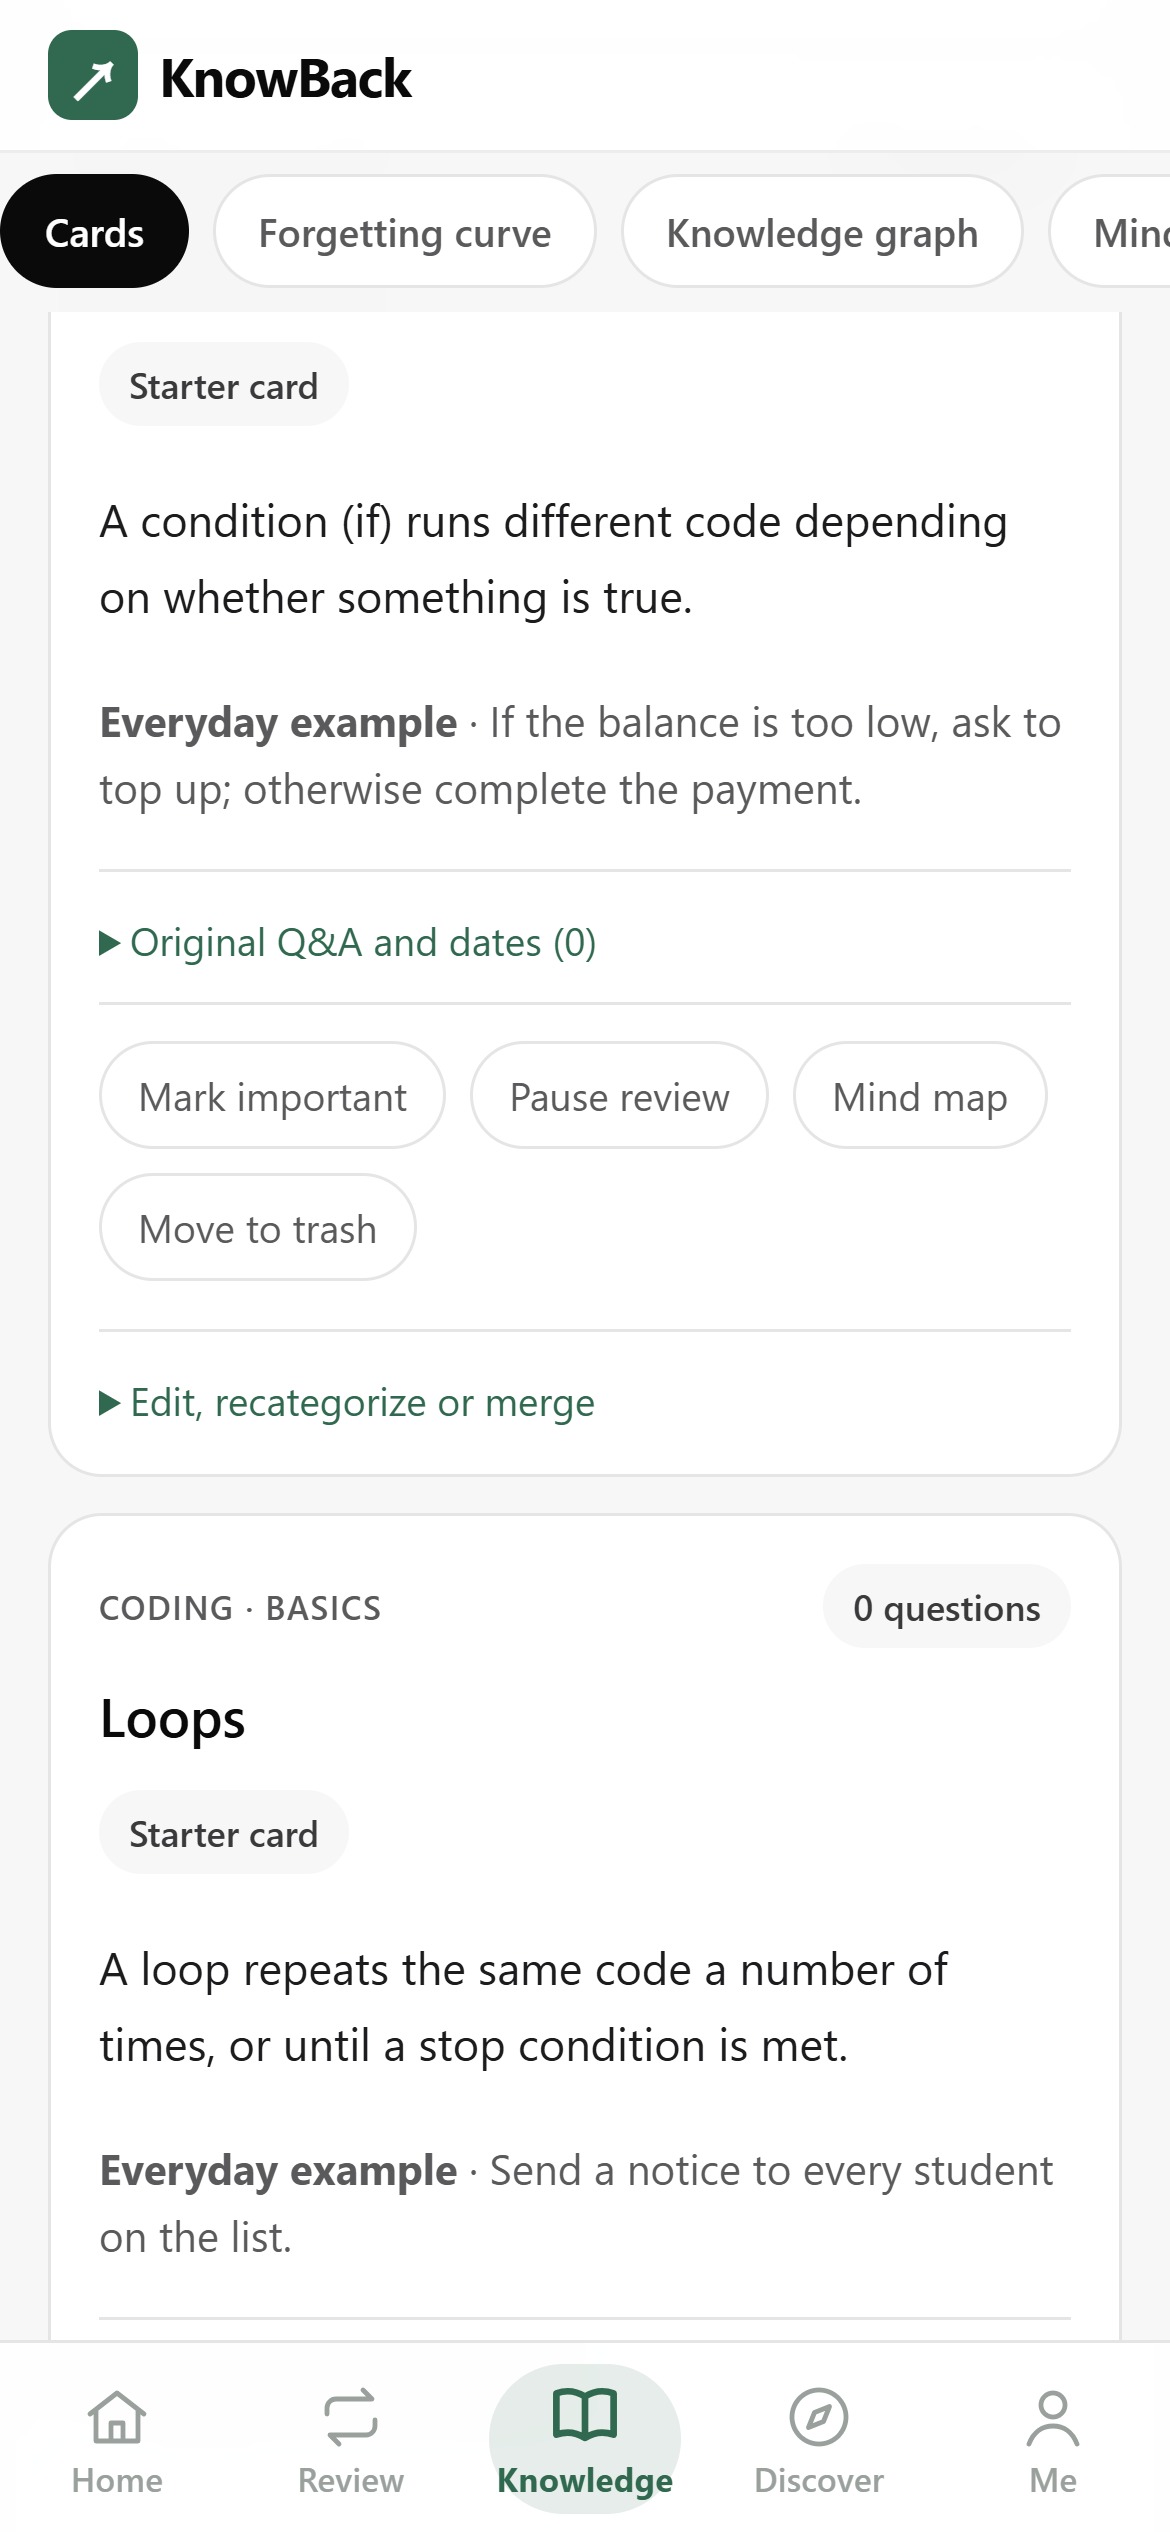 KnowBack
Cards
Forgetting curve
Knowledge graph
Mind
Starter card
A condition (if) runs different code depending
on whether something is true.
Everyday example · If the balance is too low, ask to
top up; otherwise complete the payment.
Original Q&A and dates (0)
Mark important
Pause review
Mind map
Move to trash
Edit, recategorize or merge
CODING · BASICS
0 questions
Loops
Starter card
A loop repeats the same code a number of
times, or until a stop condition is met.
Everyday example · Send a notice to every student
on the list.
Home
Review
Knowledge
Discover
Me